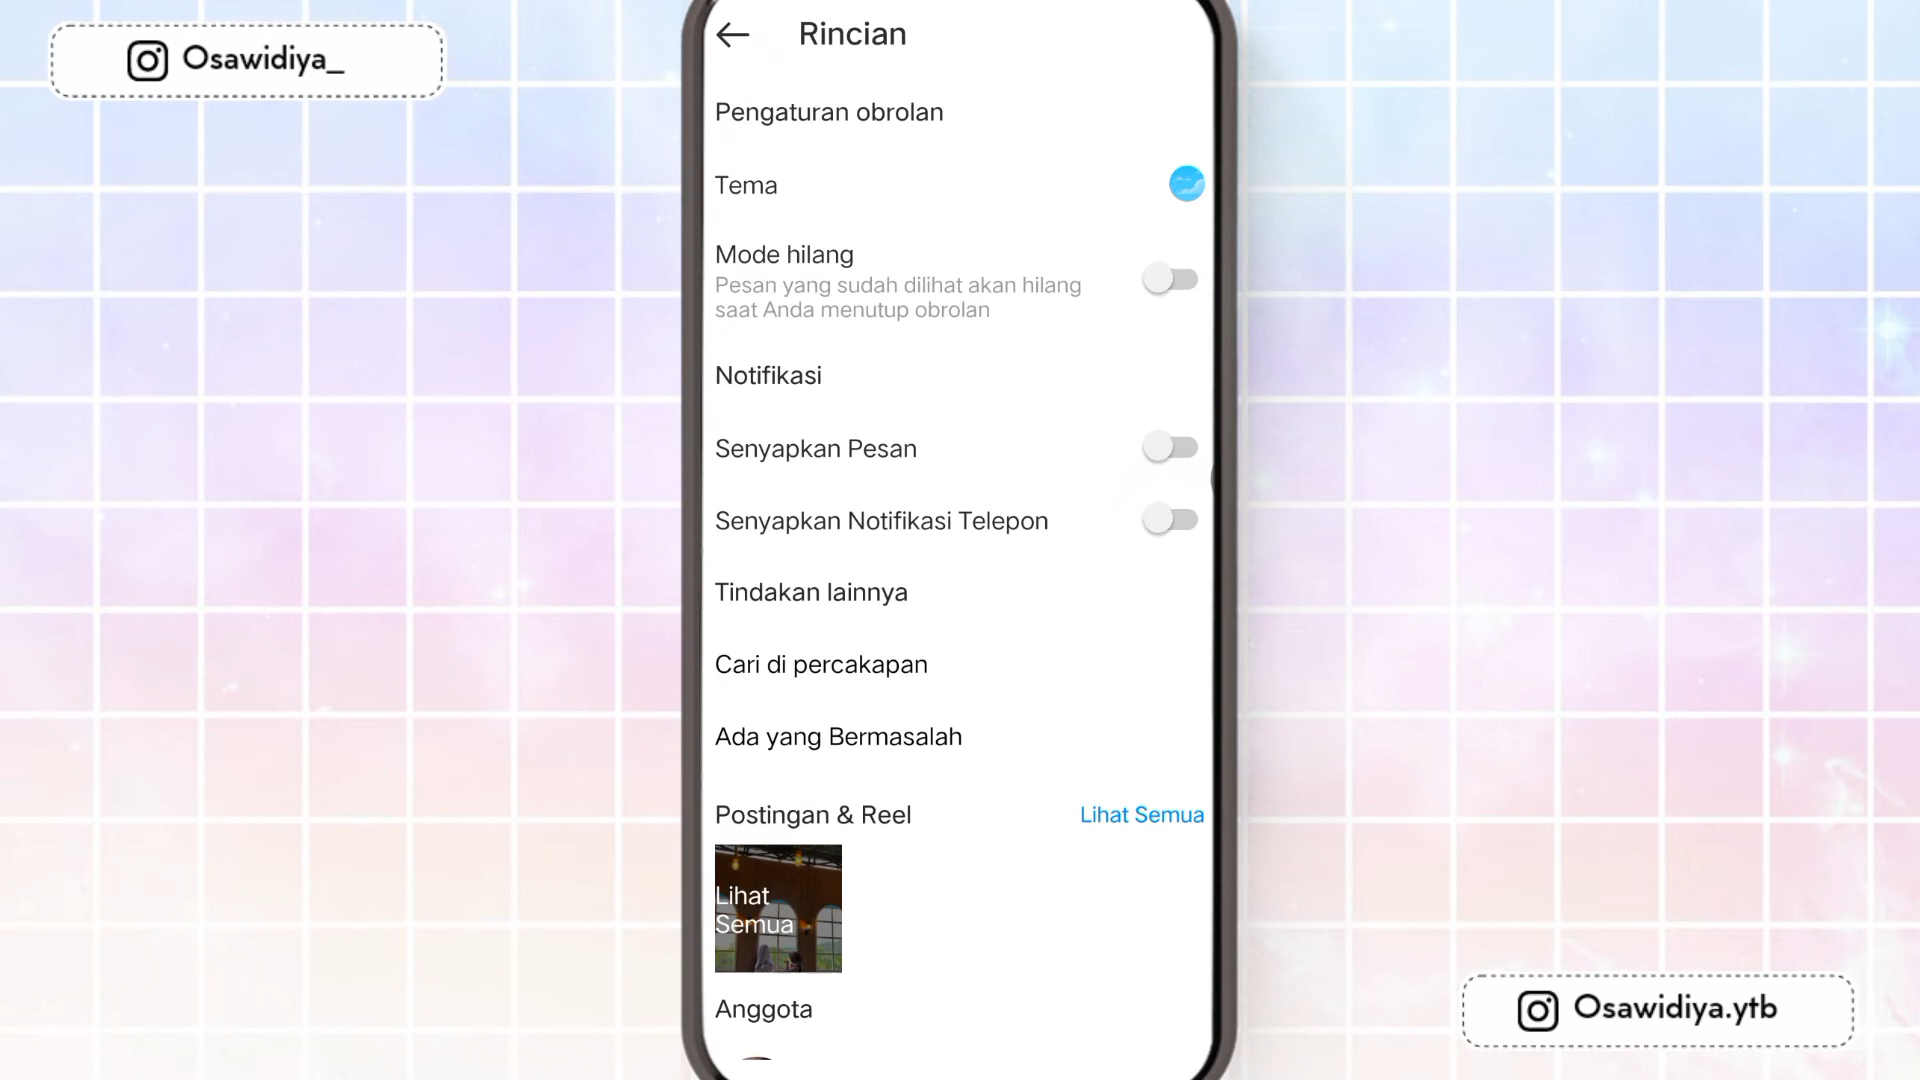 Osawidiya_
Rincian
Pengaturan obrolan
Tema
Mode hilang
Pesan yang sudah dilihat akan hilang
saat Anda menutup obrolan
Notifikasi
Senyapkan Pesan
Senyapkan Notifikasi Telepon
Tindakan lainnya
Cari di percakapan
Ada yang Bermasalah
Postingan & Reel
Lihat Semua
Lihat
Semua
Anggota
Osawidiya.ytb